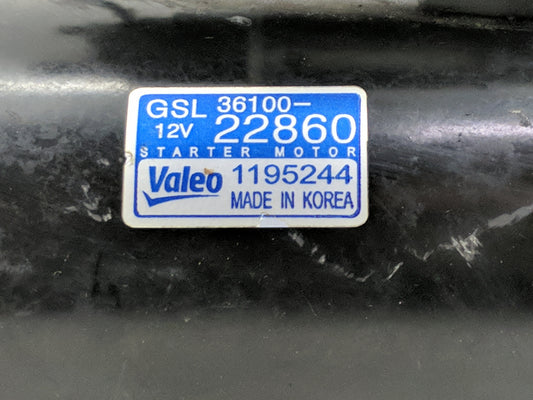 GSL 36100-
12V 22860
STARTER MOTOR
Valeo 1195244
MADE IN KOREA